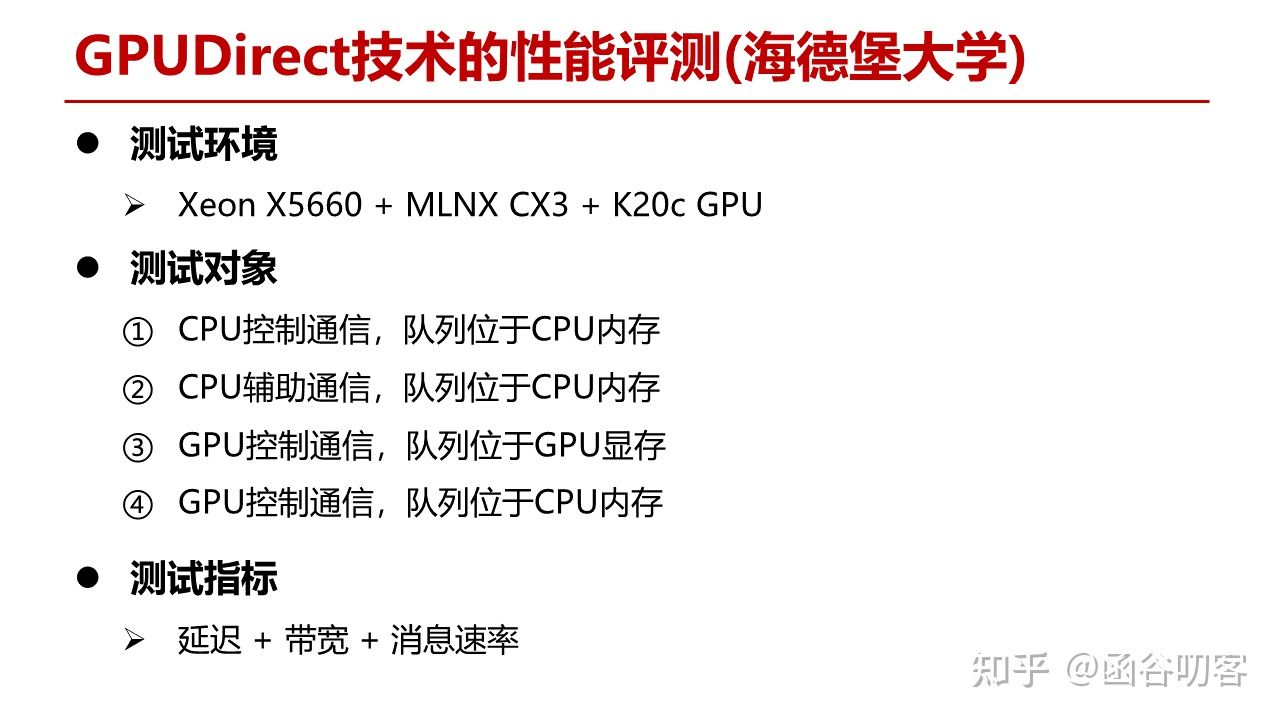 GPUDirect技术的性能评测(海德堡大学)
● 测试环境
➢ Xeon X5660 + MLNX CX3 + K20c GPU
● 测试对象
① CPU控制通信，队列位于CPU内存
② CPU辅助通信，队列位于CPU内存
③ GPU控制通信，队列位于GPU显存
④ GPU控制通信，队列位于CPU内存
● 测试指标
➢ 延迟 + 带宽 + 消息速率
知乎 @函谷叨客